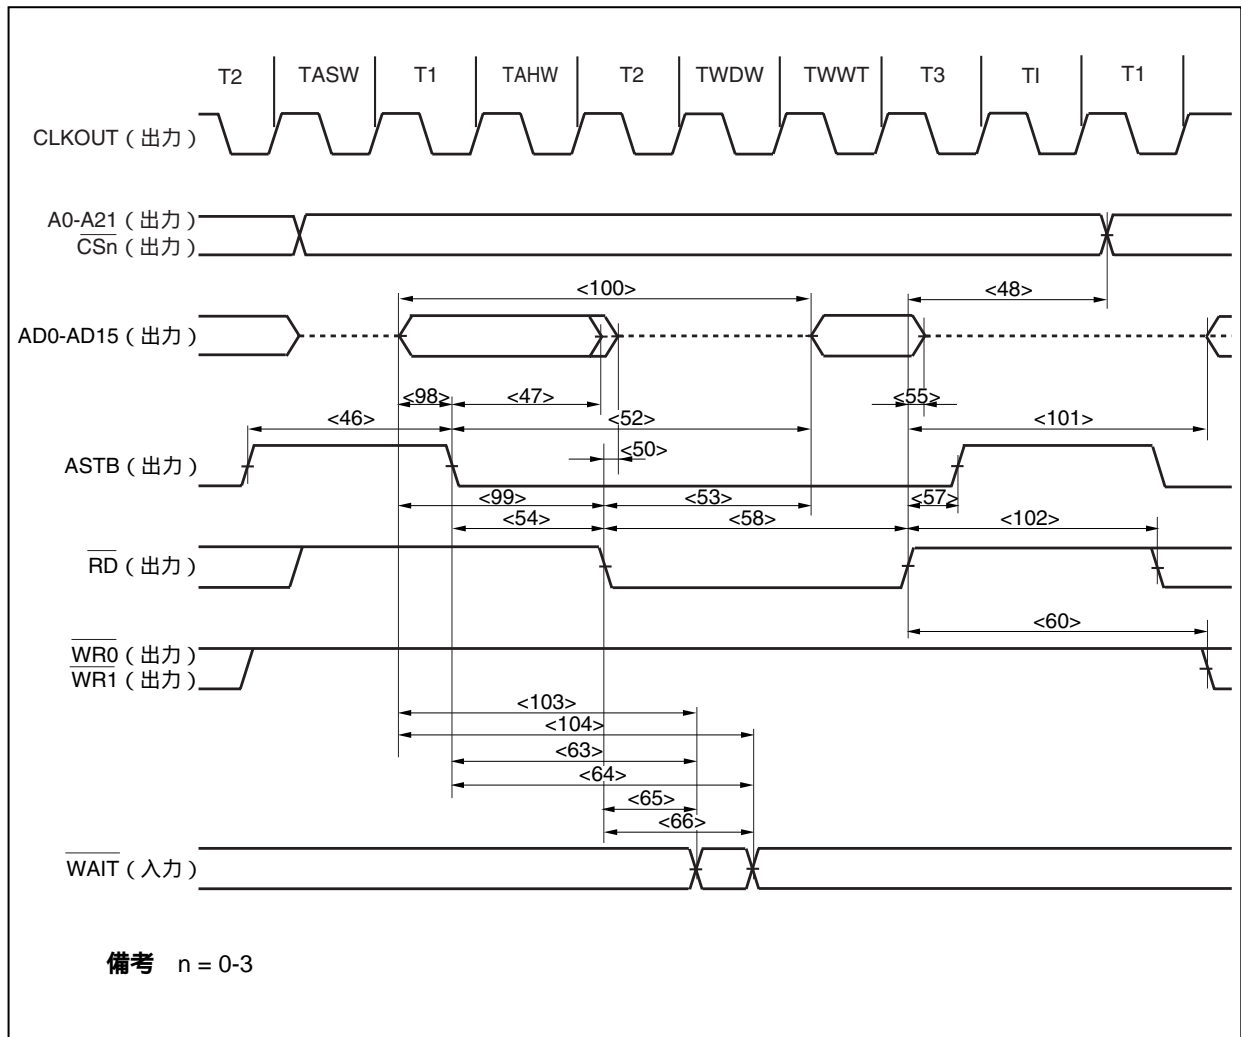 T2 TASW T1 TAHW T2 TWDW TWWT T3 TI T1
CLKOUT（出力）
A0-A21（出力）
CSn（出力）
<100>
<48>
AD0-AD15（出力）
<98> <47> <55>
<46> <52> <101>
<50>
ASTB（出力）
<99> <53> <57>
<54> <58> <102>
RD（出力）
<60>
WR0（出力）
WR1（出力）
<103>
<104>
<63>
<64>
<65>
<66>
WAIT（入力）
備考 n = 0-3